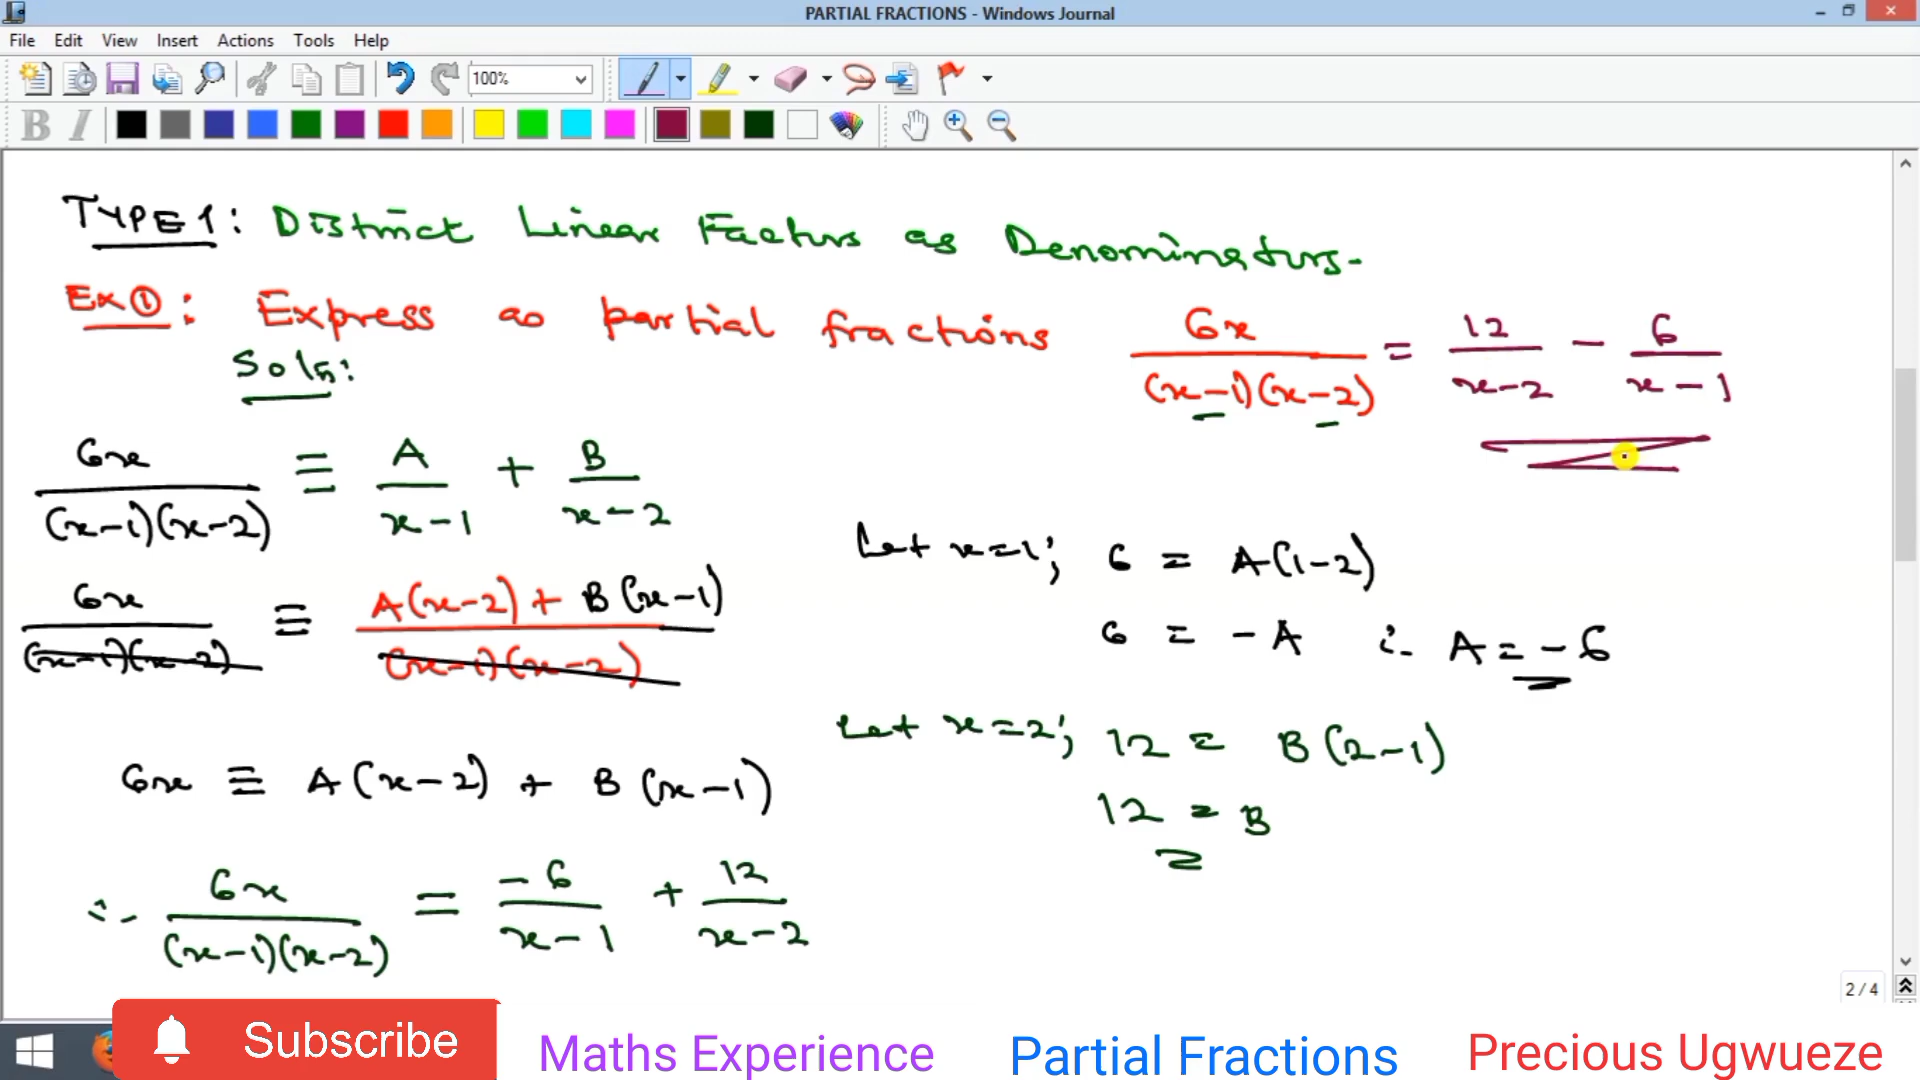 PARTIAL FRACTIONS - Windows Journal
File Edit View Insert Actions Tools Help
100%
B I
TYPE 1: Distinct Linear Factors as Denominators.
Ex ①: Express as partial fractions 6x/(x-1)(x-2) = 12/x-2 - 6/x-1
Soln:
6x/(x-1)(x-2) ≡ A/x-1 + B/x-2
6x/(x-1)(x-2) ≡ A(x-2) + B(x-1)/(x-1)(x-2)
6x ≡ A(x-2) + B(x-1)
∴ 6x/(x-1)(x-2) = -6/x-1 + 12/x-2
Let x=1; 6 = A(1-2)
6 = -A ∴ A = -6
Let x=2; 12 = B(2-1)
12 = B
2 / 4
Subscribe
Maths Experience
Partial Fractions
Precious Ugwueze